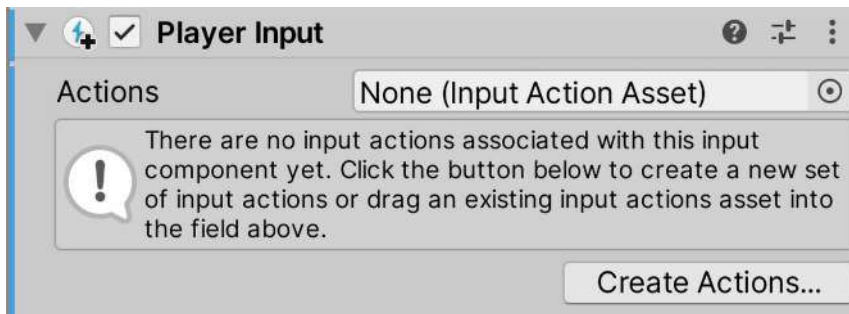 Player Input
Actions
None (Input Action Asset)
There are no input actions associated with this input
component yet. Click the button below to create a new set
of input actions or drag an existing input actions asset into
the field above.
Create Actions...